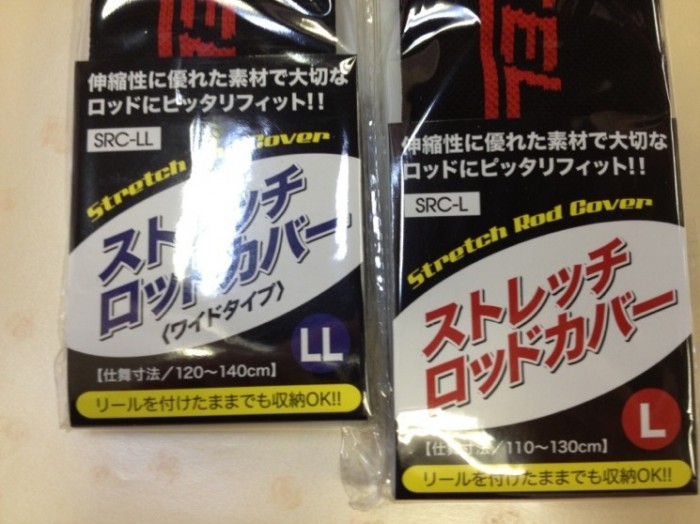 伸縮性に優れた素材で大切な
ロッドにピッタリフィット!!
SRC-LL
Stretch Cover
ストレッチ
ロッドカバー
〈ワイドタイプ〉
LL
【仕舞寸法/120〜140cm】
リールを付けたままでも収納OK!!
伸縮性に優れた素材で大切な
ロッドにピッタリフィット!!
SRC-L
Stretch Rod Cover
ストレッチ
ロッドカバー
L
【仕舞寸法/110〜130cm】
リールを付けたままでも収納OK!!